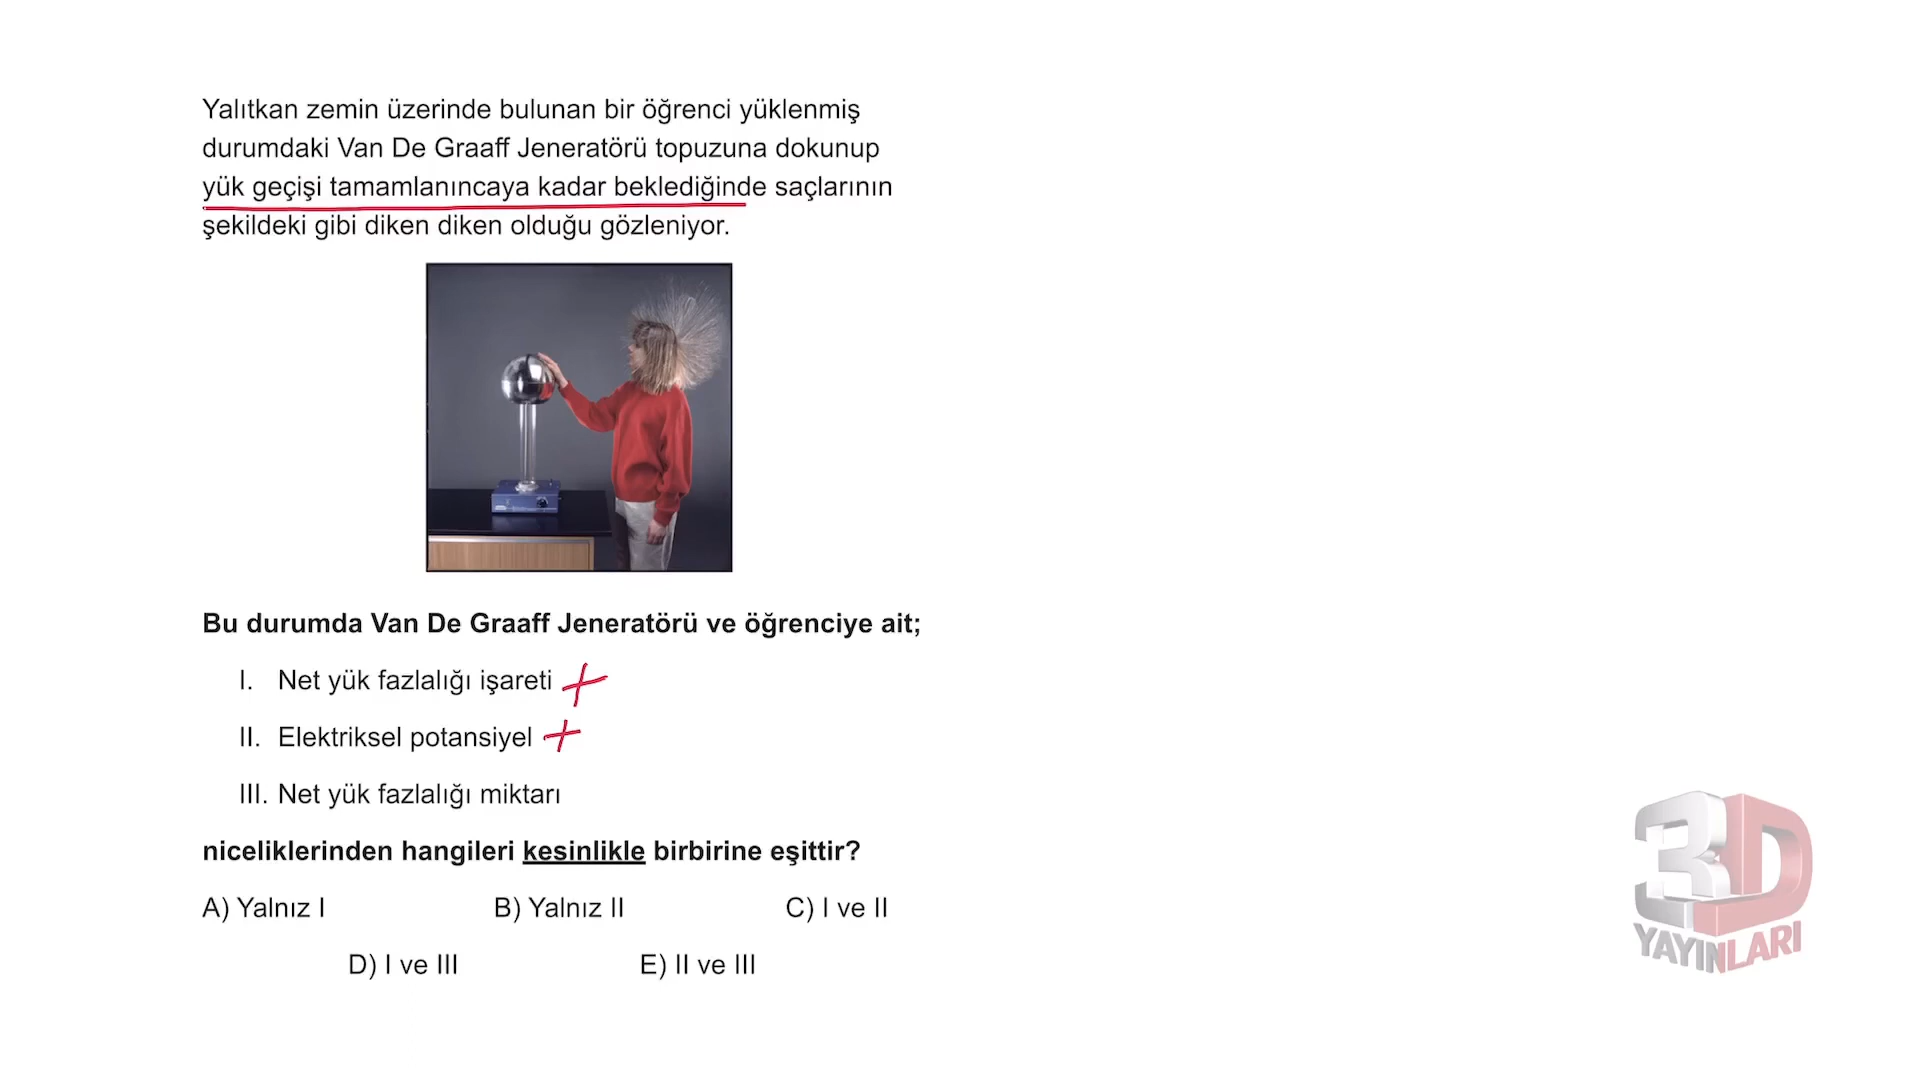 Yalıtkan zemin üzerinde bulunan bir öğrenci yüklenmiş
durumdaki Van De Graaff Jeneratörü topuzuna dokunup
yük geçişi tamamlanıncaya kadar beklediğinde saçlarının
şekildeki gibi diken diken olduğu gözleniyor.
Bu durumda Van De Graaff Jeneratörü ve öğrenciye ait;
I. Net yük fazlalığı işareti +
II. Elektriksel potansiyel +
III. Net yük fazlalığı miktarı
niceliklerinden hangileri kesinlikle birbirine eşittir?
A) Yalnız I B) Yalnız II C) I ve II
D) I ve III E) II ve III
3D
YAYINLARI